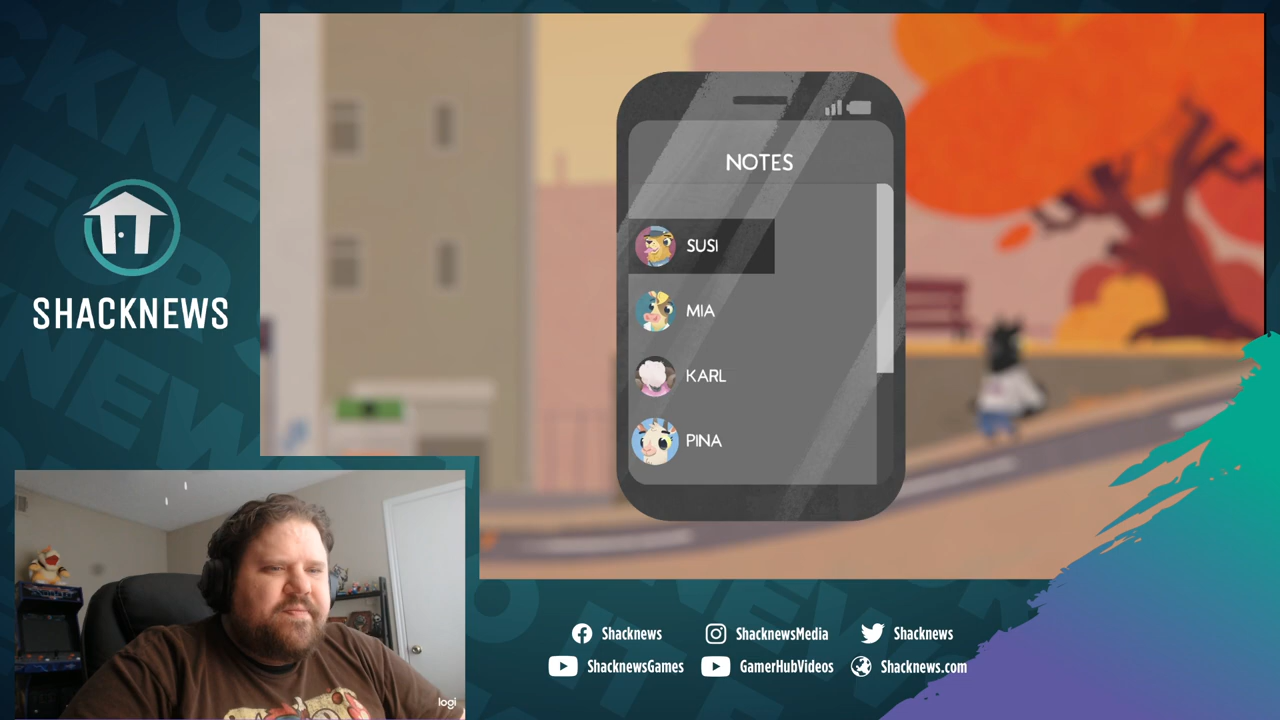 SHACKNEWS
NOTES
SUSI
MIA
KARL
PINA
logi
Shacknews
ShacknewsMedia
Shacknews
ShacknewsGames
GamerHubVideos
Shacknews.com